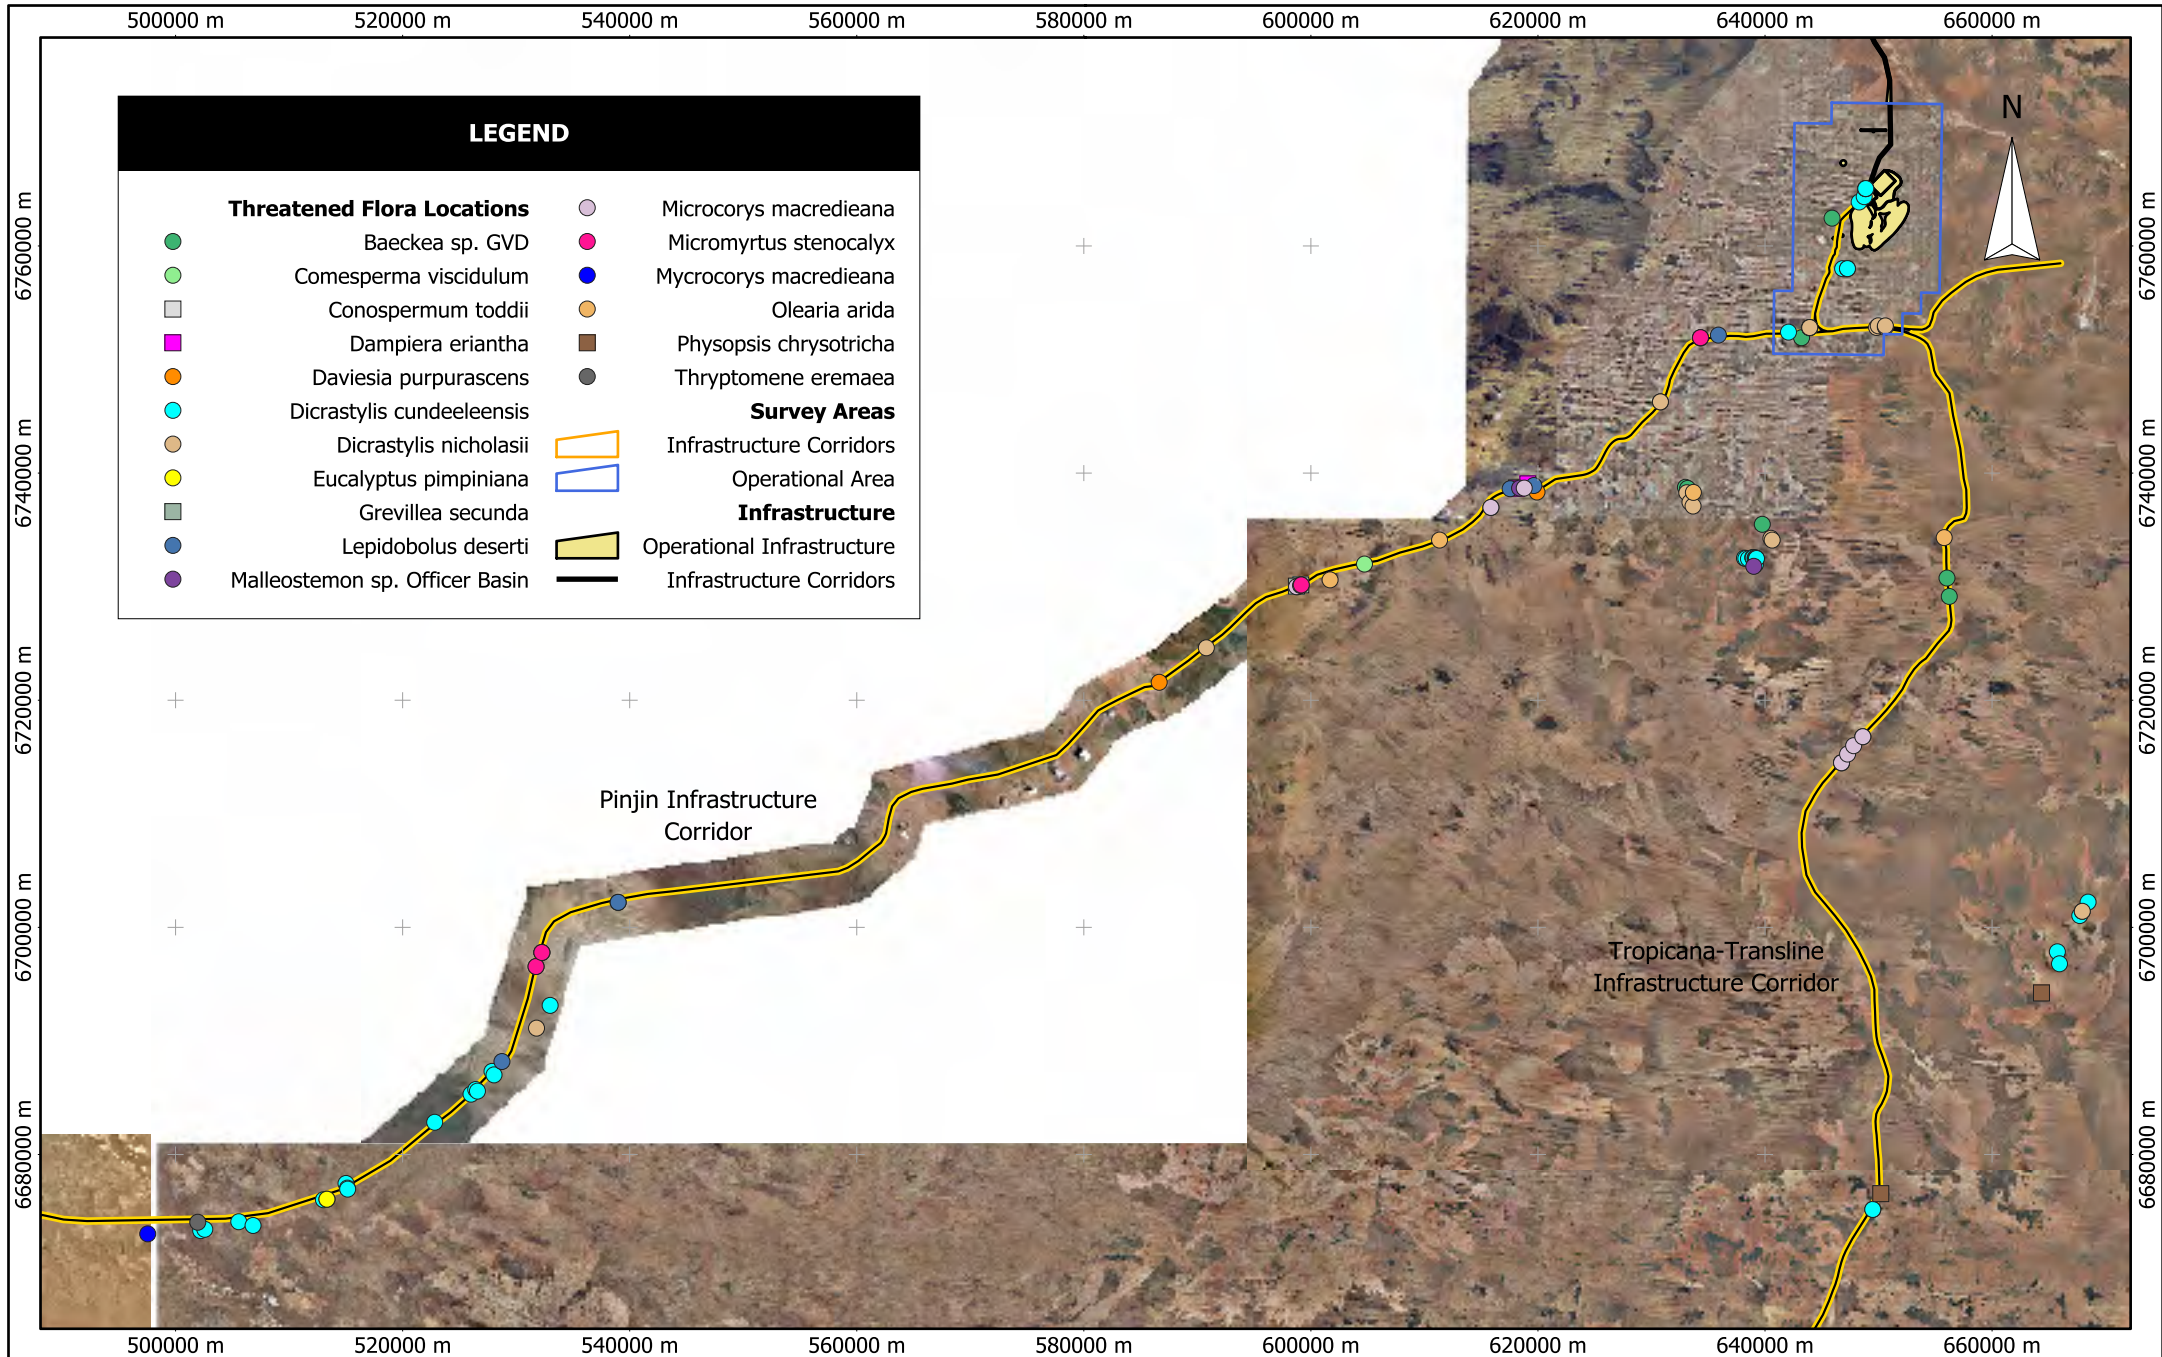 500000 m 520000 m 540000 m 560000 m 580000 m 600000 m 620000 m 640000 m 660000 m
N
LEGEND
Threatened Flora Locations
Baeckea sp. GVD
Comesperma viscidulum
Conospermum toddii
Dampiera eriantha
Daviesia purpurascens
Dicrastylis cundeeleensis
Dicrastylis nicholasii
Eucalyptus pimpiniana
Grevillea secunda
Lepidobolus deserti
Malleostemon sp. Officer Basin
Microcorys macredieana
Micromyrtus stenocalyx
Mycrocorys macredieana
Olearia arida
Physopsis chrysotricha
Thryptomene eremaea
Survey Areas
Infrastructure Corridors
Operational Area
Infrastructure
Operational Infrastructure
Infrastructure Corridors
6760000 m
6740000 m
6720000 m
6700000 m
6680000 m
Pinjin Infrastructure
Corridor
Tropicana-Transline
Infrastructure Corridor
6760000 m
6740000 m
6720000 m
6700000 m
6680000 m
500000 m 520000 m 540000 m 560000 m 580000 m 600000 m 620000 m 640000 m 660000 m